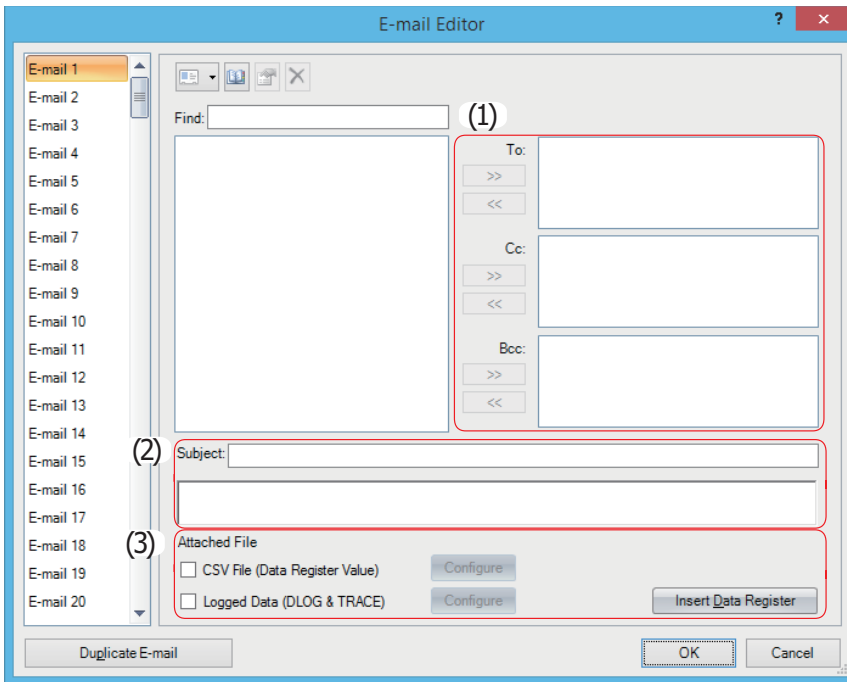 E-mail Editor
? ×
E-mail 1
E-mail 2
E-mail 3
E-mail 4
E-mail 5
E-mail 6
E-mail 7
E-mail 8
E-mail 9
E-mail 10
E-mail 11
E-mail 12
E-mail 13
E-mail 14
E-mail 15
E-mail 16
E-mail 17
E-mail 18
E-mail 19
E-mail 20
Find:
(1)
To:
>>
<<
Cc:
>>
<<
Bcc:
>>
<<
(2)
Subject:
(3)
Attached File
CSV File (Data Register Value) Configure
Logged Data (DLOG & TRACE) Configure Insert Data Register
Duplicate E-mail OK Cancel